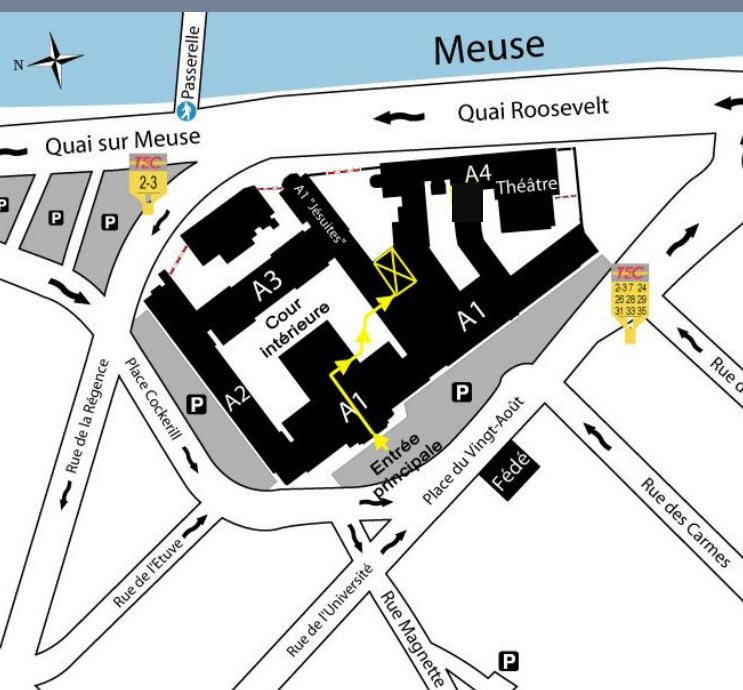 N
Passerelle
Meuse
Quai Roosevelt
Quai sur Meuse
TEC
2-3
P
P
P
A1 "Jésuites"
A4
Théâtre
A3
Cour
intérieure
A1
TEC
2-3 7 24
26 28 29
31 33 35
Rue d
A2
P
A1
P
Place Cockerill
Rue de la Régence
Entrée
principale
Place du Vingt-Août
Fédé
Rue des Carmes
Rue de l'Etuve
Rue de l'Université
Rue Magnette
P